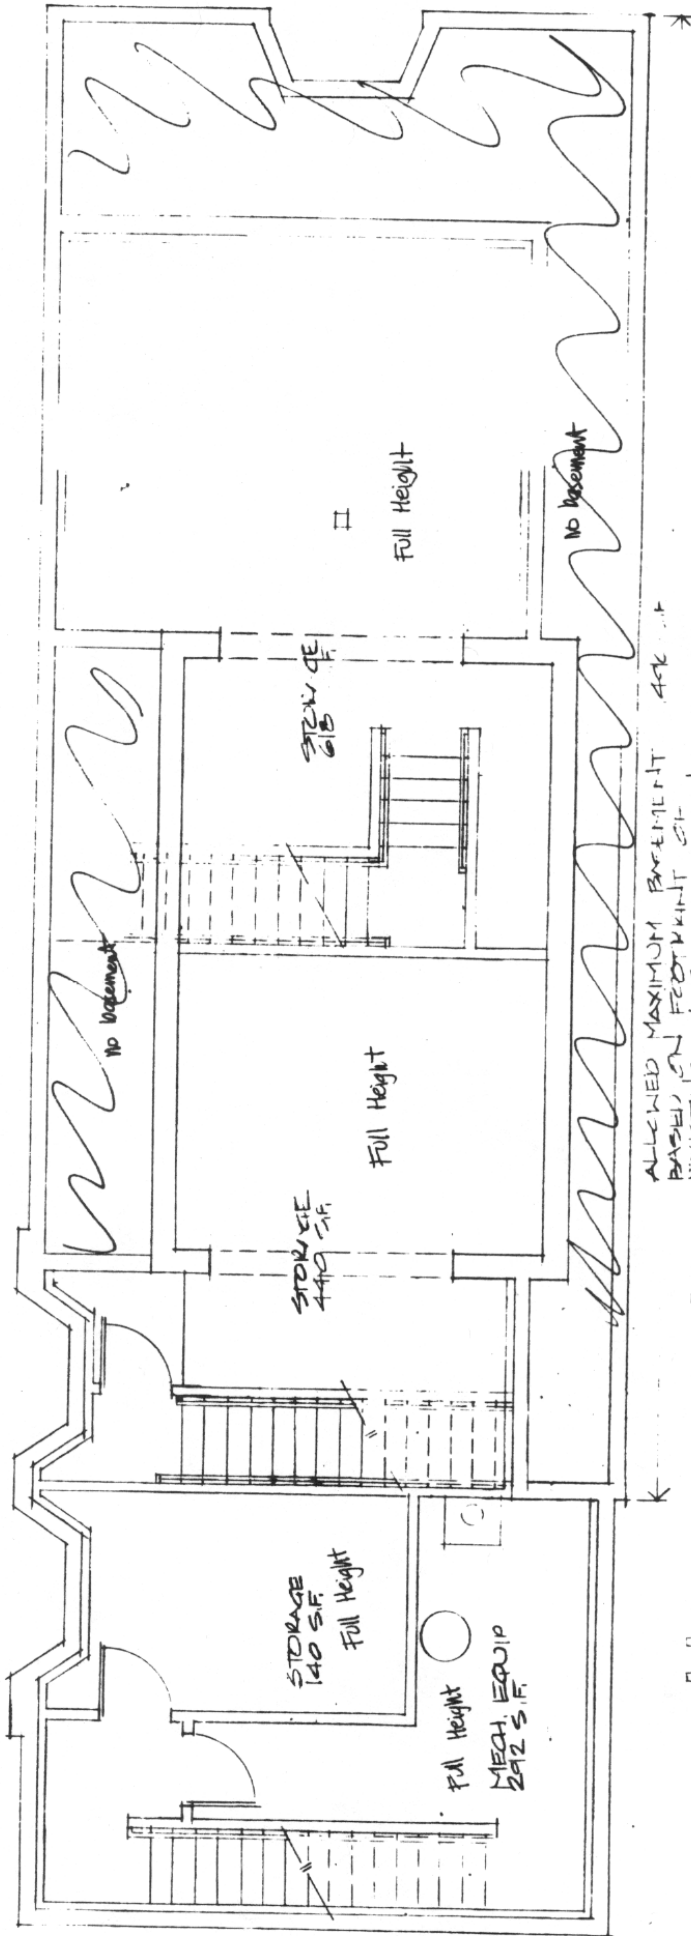 no basement
STORAGE
140 S.F.
Full Height
Full Height
MECH. EQUIP
292 S.F.
STORAGE
440 S.F.
Full Height
618
Full Height
no basement
ALLOWED MAXIMUM BASEMENT
BASED ON FOOTPRINT OF